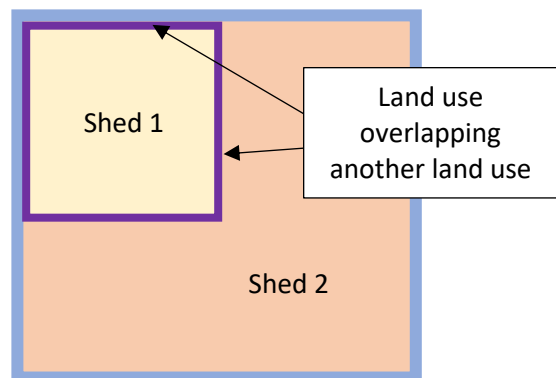 Shed 1
Land use
overlapping
another land use
Shed 2